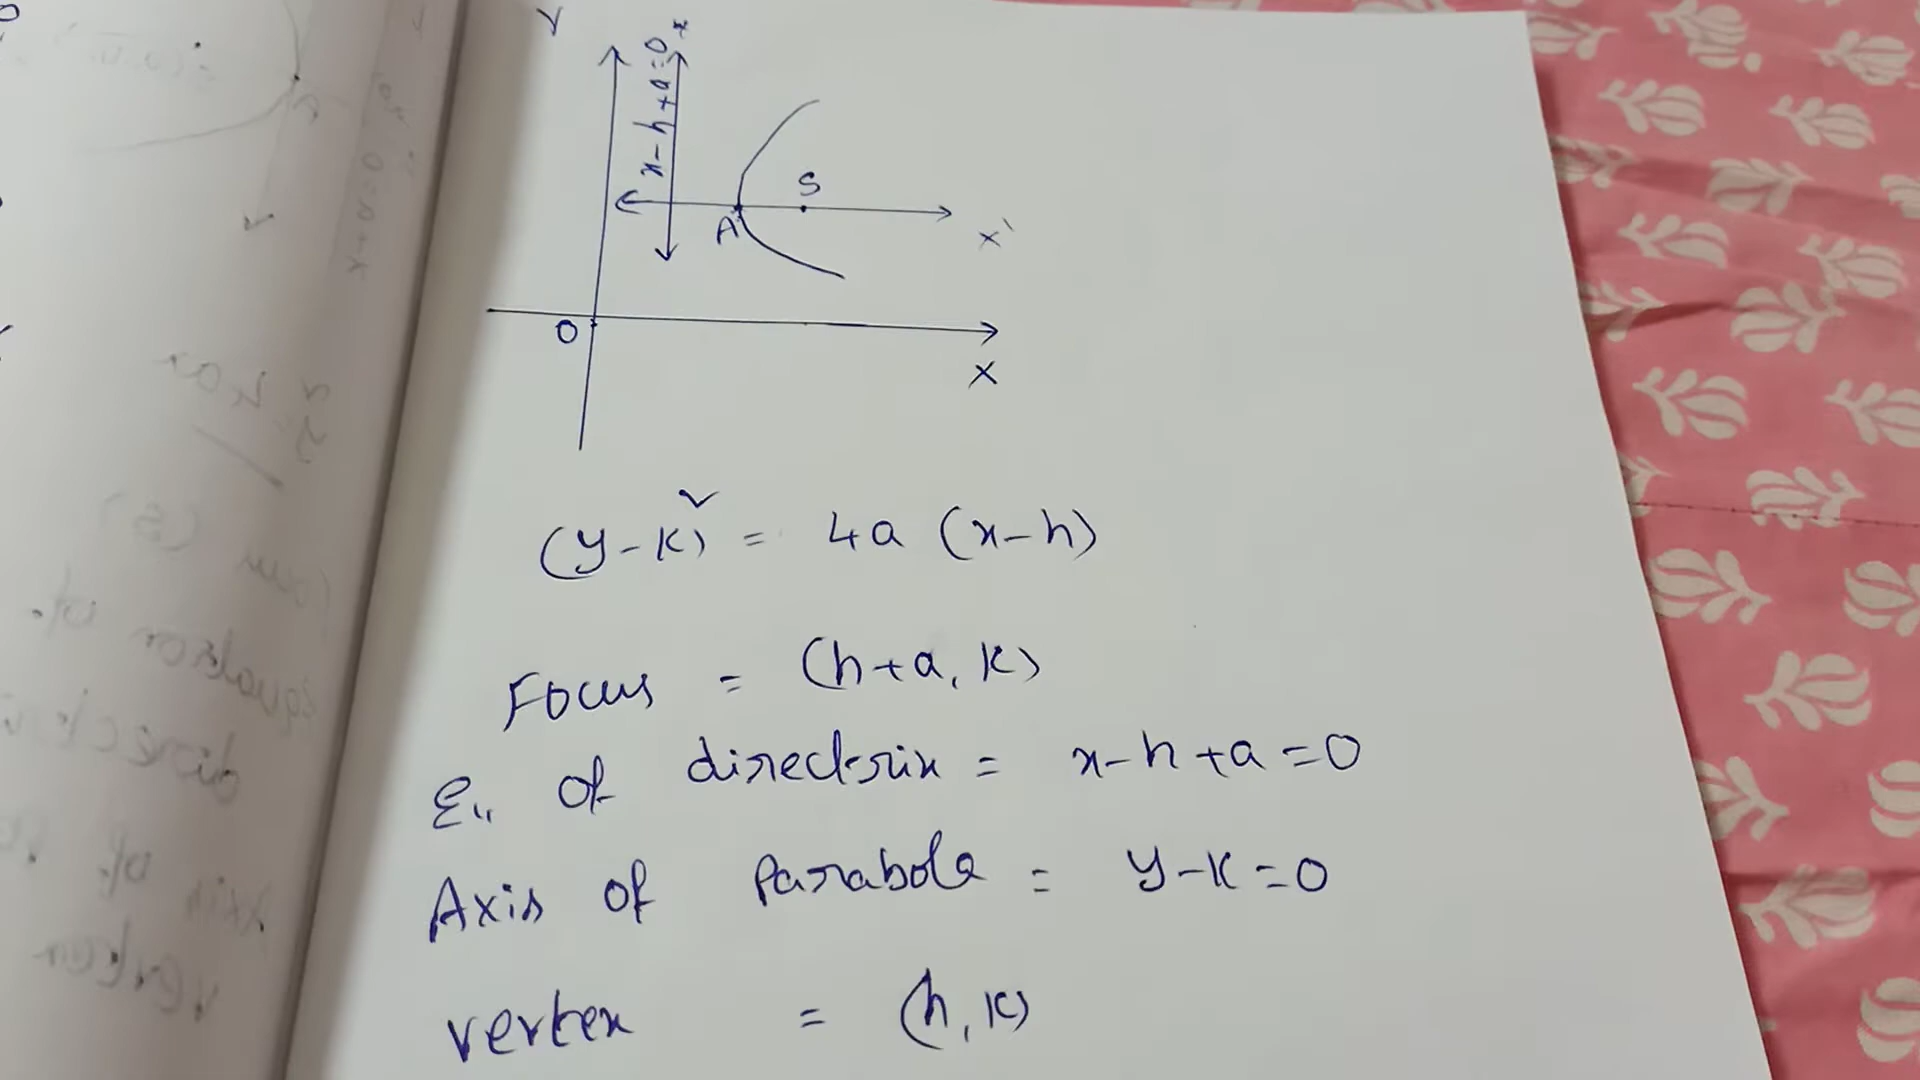 Y
x-h+a=0
S
A
X'
O
X
(y-k)² = 4a (x-h)
Focus = (h+a, k)
Eq of directrix = x-h+a=0
Axis of Parabola = y-k=0
vertex = (h, k)